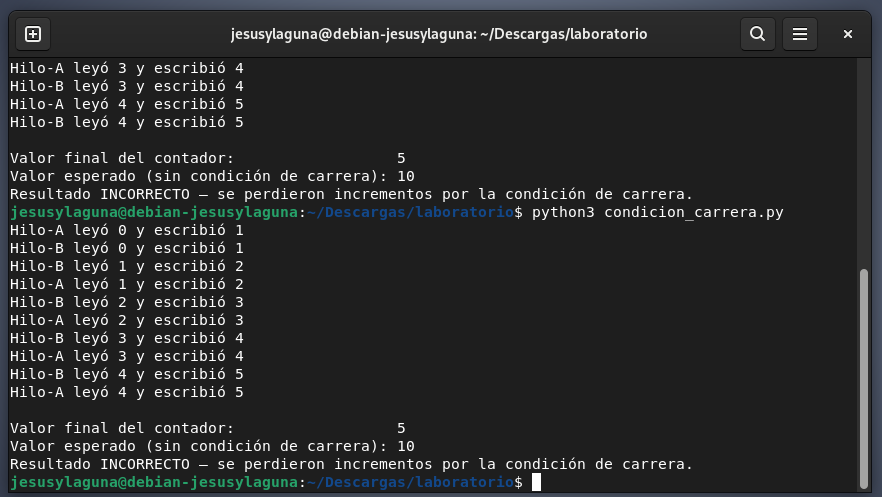 jesusylaguna@debian-jesusylaguna: ~/Descargas/laboratorio
Hilo-A leyó 3 y escribió 4
Hilo-B leyó 3 y escribió 4
Hilo-A leyó 4 y escribió 5
Hilo-B leyó 4 y escribió 5
Valor final del contador:                  5
Valor esperado (sin condición de carrera): 10
Resultado INCORRECTO — se perdieron incrementos por la condición de carrera.
jesusylaguna@debian-jesusylaguna:~/Descargas/laboratorio$ python3 condicion_carrera.py
Hilo-A leyó 0 y escribió 1
Hilo-B leyó 0 y escribió 1
Hilo-B leyó 1 y escribió 2
Hilo-A leyó 1 y escribió 2
Hilo-B leyó 2 y escribió 3
Hilo-A leyó 2 y escribió 3
Hilo-B leyó 3 y escribió 4
Hilo-A leyó 3 y escribió 4
Hilo-B leyó 4 y escribió 5
Hilo-A leyó 4 y escribió 5
Valor final del contador:                  5
Valor esperado (sin condición de carrera): 10
Resultado INCORRECTO — se perdieron incrementos por la condición de carrera.
jesusylaguna@debian-jesusylaguna:~/Descargas/laboratorio$